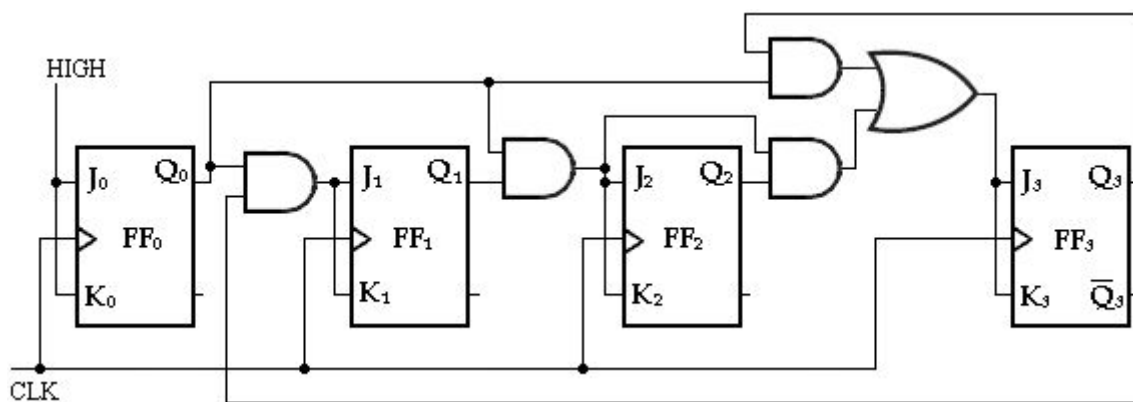 HIGH
J₀ Q₀
FF₀
K₀
J₁ Q₁
FF₁
K₁
J₂ Q₂
FF₂
K₂
J₃ Q₃
FF₃
K₃ Q̅₃
CLK